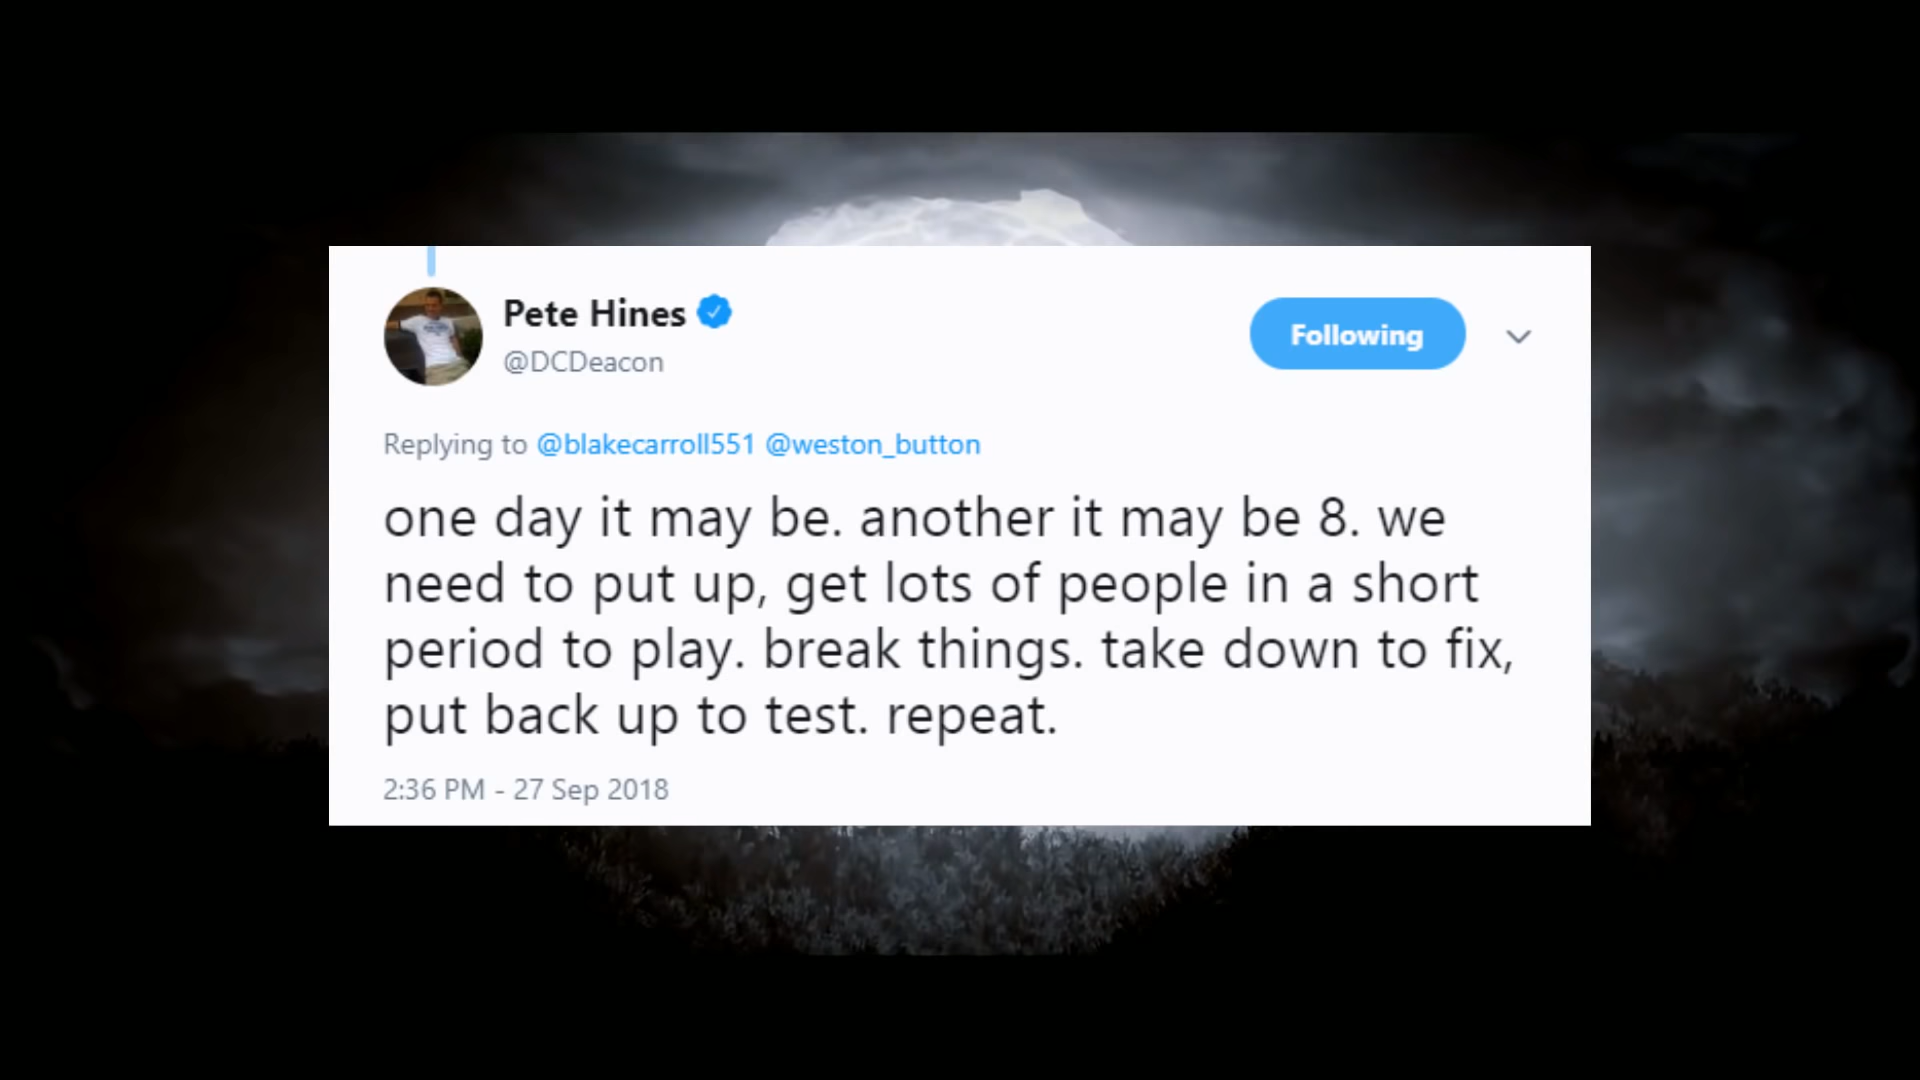 Pete Hines
@DCDeacon
Following
Replying to @blakecarroll551 @weston_button
one day it may be. another it may be 8. we
need to put up, get lots of people in a short
period to play. break things. take down to fix,
put back up to test. repeat.
2:36 PM - 27 Sep 2018